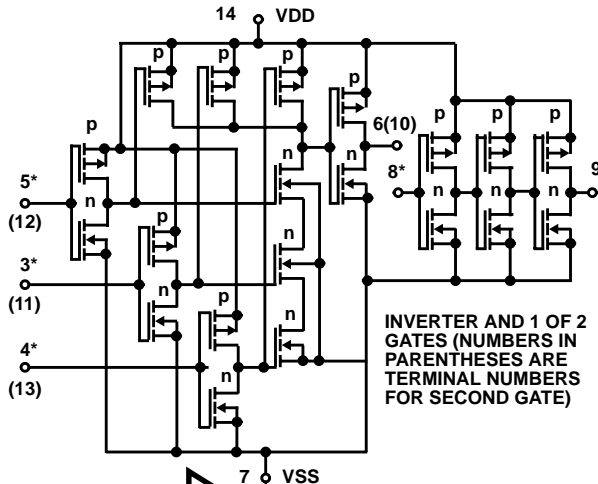 14 VDD
p p p
p
6(10)
p p p
p
5*
(12)
n
n
n
8*
9
n n n
p
3*
(11)
n
n
p
n
4*
(13)
n
n
INVERTER AND 1 OF 2
GATES (NUMBERS IN
PARENTHESES ARE
TERMINAL NUMBERS
FOR SECOND GATE)
7 VSS